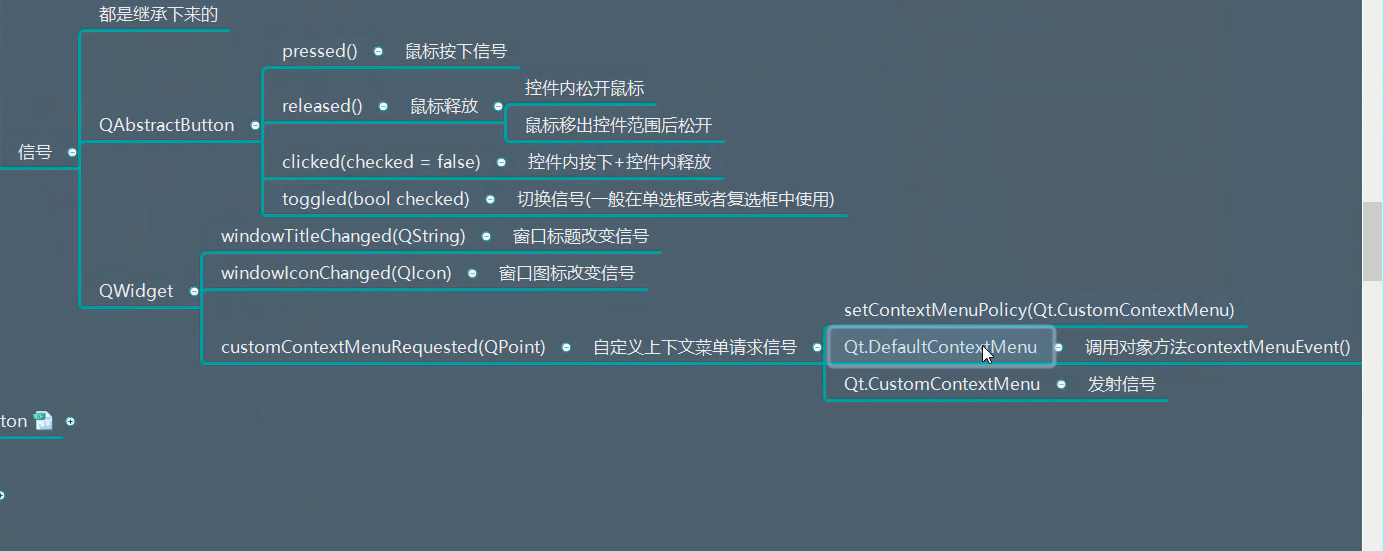 都是继承下来的
pressed() 鼠标按下信号
控件内松开鼠标
released() 鼠标释放
QAbstractButton 鼠标移出控件范围后松开
信号
clicked(checked = false) 控件内按下+控件内释放
toggled(bool checked) 切换信号(一般在单选框或者复选框中使用)
windowTitleChanged(QString) 窗口标题改变信号
windowIconChanged(QIcon) 窗口图标改变信号
QWidget
setContextMenuPolicy(Qt.CustomContextMenu)
customContextMenuRequested(QPoint) 自定义上下文菜单请求信号 Qt.DefaultContextMenu 调用对象方法contextMenuEvent()
Qt.CustomContextMenu 发射信号
ton